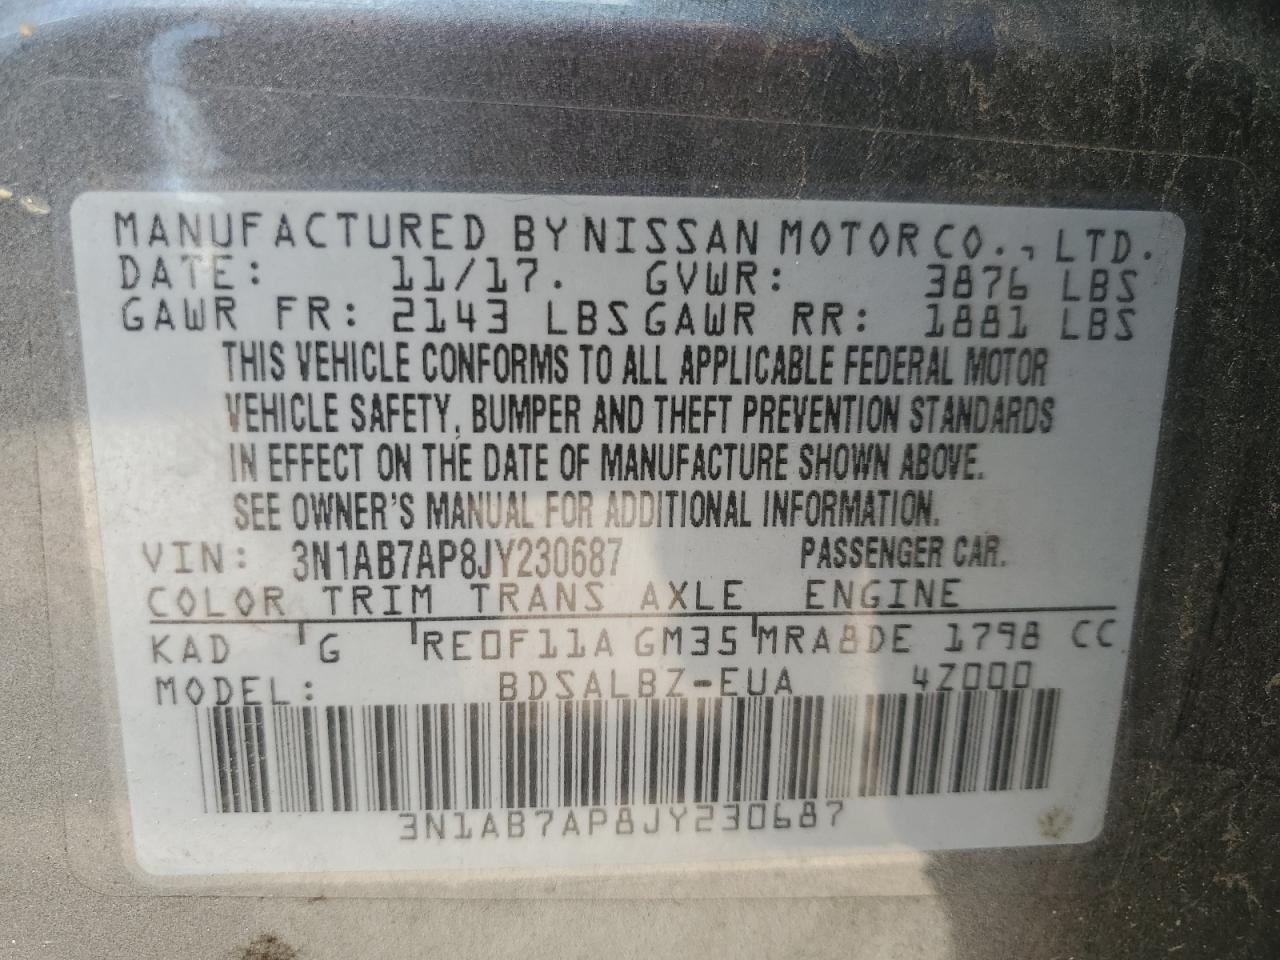 MANUFACTURED BY NISSAN MOTOR CO., LTD.
DATE: 11/17. GVWR: 3876 LBS
GAWR FR: 2143 LBS GAWR RR: 1881 LBS
THIS VEHICLE CONFORMS TO ALL APPLICABLE FEDERAL MOTOR
VEHICLE SAFETY, BUMPER AND THEFT PREVENTION STANDARDS
IN EFFECT ON THE DATE OF MANUFACTURE SHOWN ABOVE.
SEE OWNER'S MANUAL FOR ADDITIONAL INFORMATION.
VIN: 3N1AB7AP8JY230687 PASSENGER CAR.
COLOR TRIM TRANS AXLE ENGINE
KAD G RE0F11A GM35 MRA8DE 1798 CC
MODEL: BDSALBZ-EUA 4Z000
3N1AB7AP8JY230687